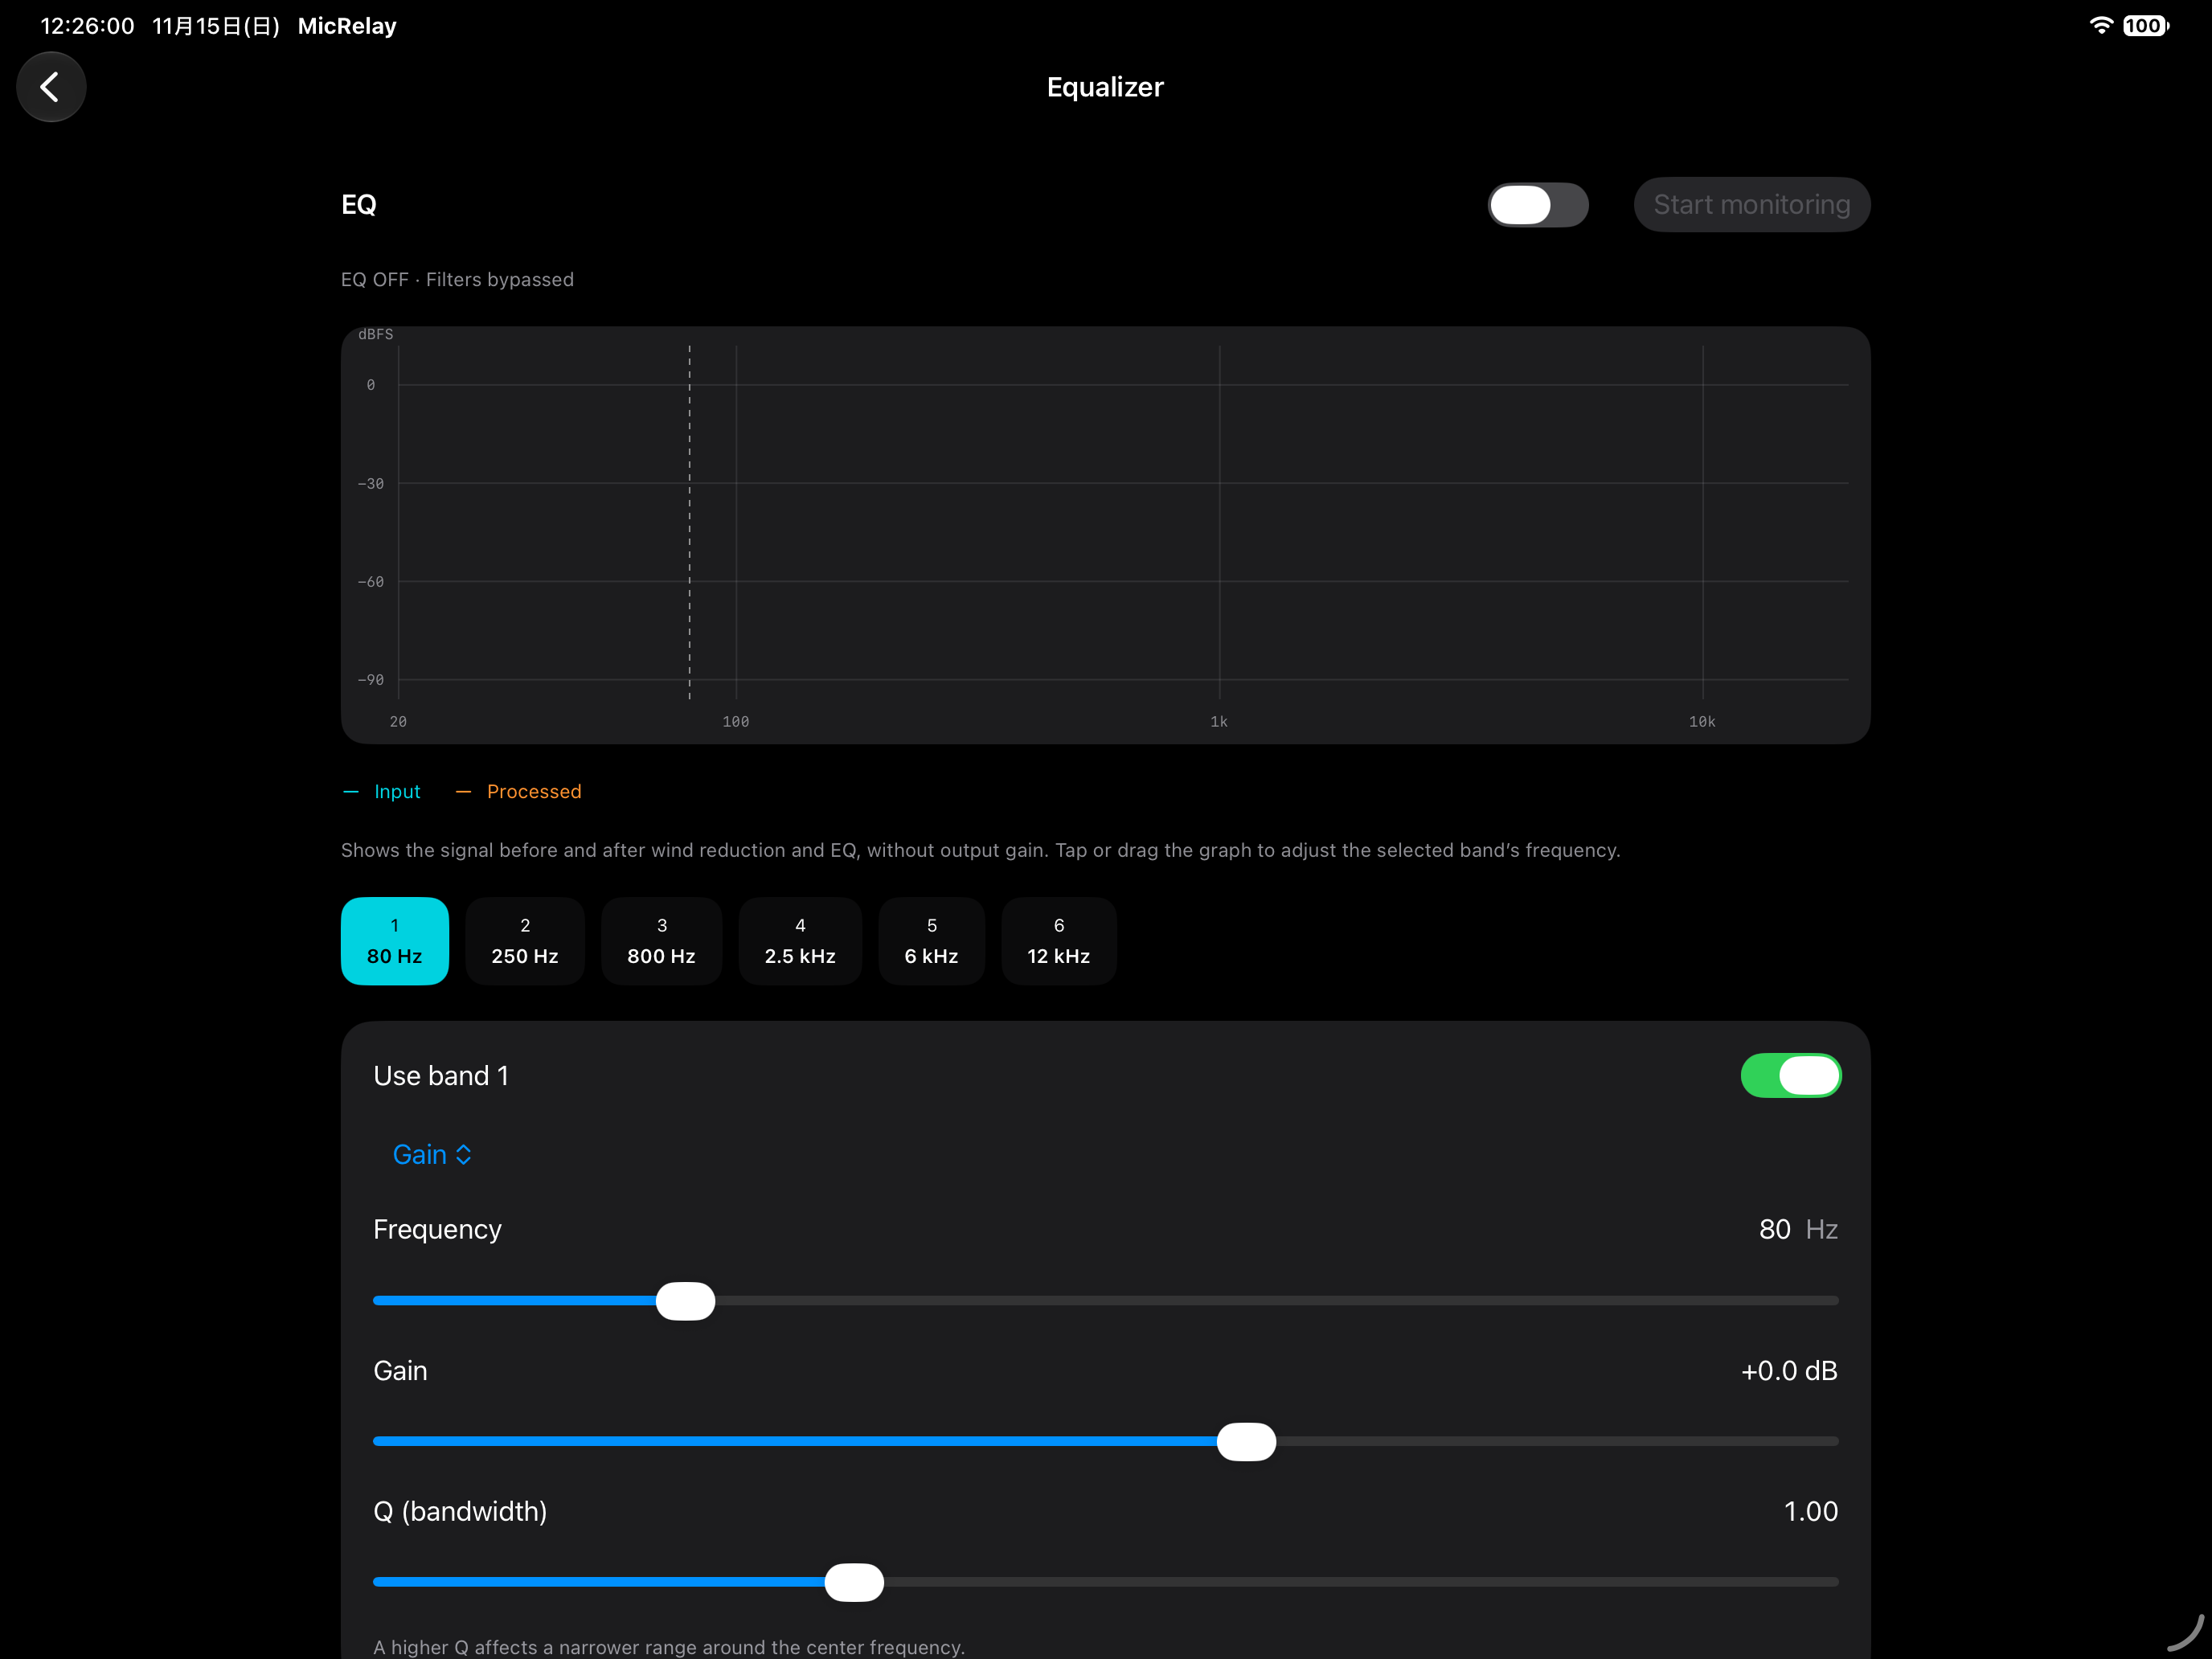 12:26:00 11月15日(日) MicRelay
100
Equalizer
EQ
Start monitoring
EQ OFF · Filters bypassed
dBFS
0
−30
−60
−90
20 100 1k 10k
Input Processed
Shows the signal before and after wind reduction and EQ, without output gain. Tap or drag the graph to adjust the selected band’s frequency.
1
80 Hz
2
250 Hz
3
800 Hz
4
2.5 kHz
5
6 kHz
6
12 kHz
Use band 1
Gain
Frequency
80 Hz
Gain
+0.0 dB
Q (bandwidth)
1.00
A higher Q affects a narrower range around the center frequency.